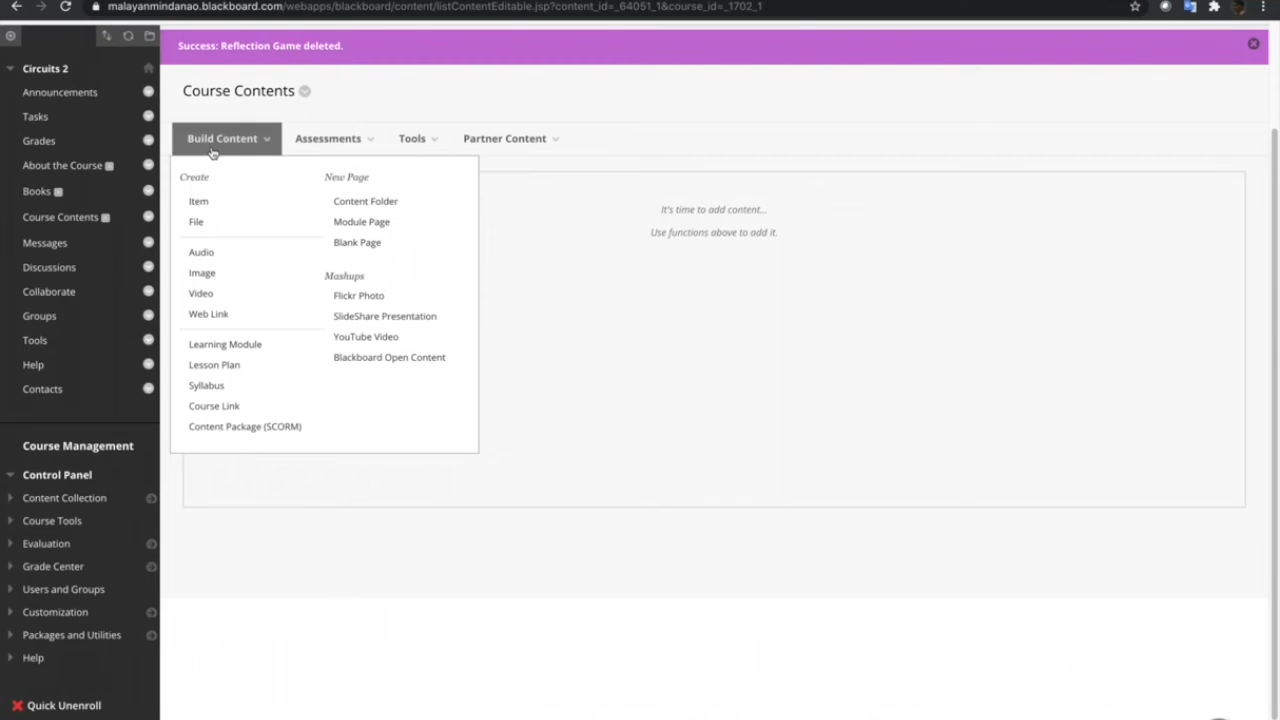 malayanmindanao.blackboard.com/webapps/blackboard/content/listContentEditable.jsp?content_id=_64051_1&course_id=_1702_1
Success: Reflection Game deleted.
Circuits 2
Announcements
Tasks
Grades
About the Course
Books
Course Contents
Messages
Discussions
Collaborate
Groups
Tools
Help
Contacts
Course Management
Control Panel
Content Collection
Course Tools
Evaluation
Grade Center
Users and Groups
Customization
Packages and Utilities
Help
Quick Unenroll
Course Contents
Build Content Assessments Tools Partner Content
Create
Item
File
Audio
Image
Video
Web Link
Learning Module
Lesson Plan
Syllabus
Course Link
Content Package (SCORM)
New Page
Content Folder
Module Page
Blank Page
Mashups
Flickr Photo
SlideShare Presentation
YouTube Video
Blackboard Open Content
It's time to add content...
Use functions above to add it.